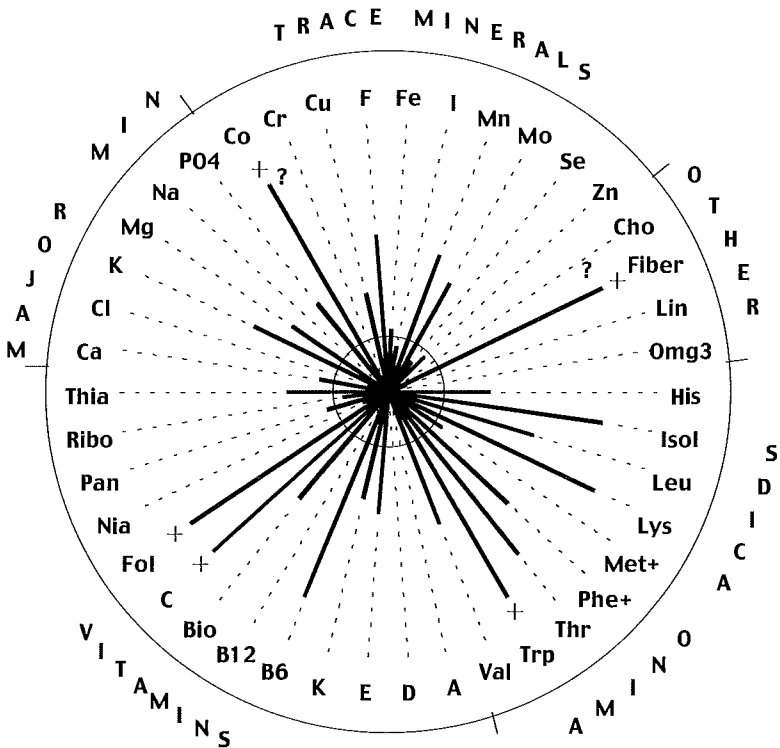 TRACE MINERALS
OTHER
AMINO ACIDS
VITAMINS
MAJOR MIN
Co
Cr
Cu
F
Fe
I
Mn
Mo
Se
Zn
Cho
Fiber
Lin
Omg3
His
Isol
Leu
Lys
Met+
Phe+
Thr
Trp
Val
A
D
E
K
B6
B12
Bio
C
Fol
Nia
Pan
Ribo
Thia
Ca
Cl
K
Mg
Na
PO4
+ ?
? +
+
+
+